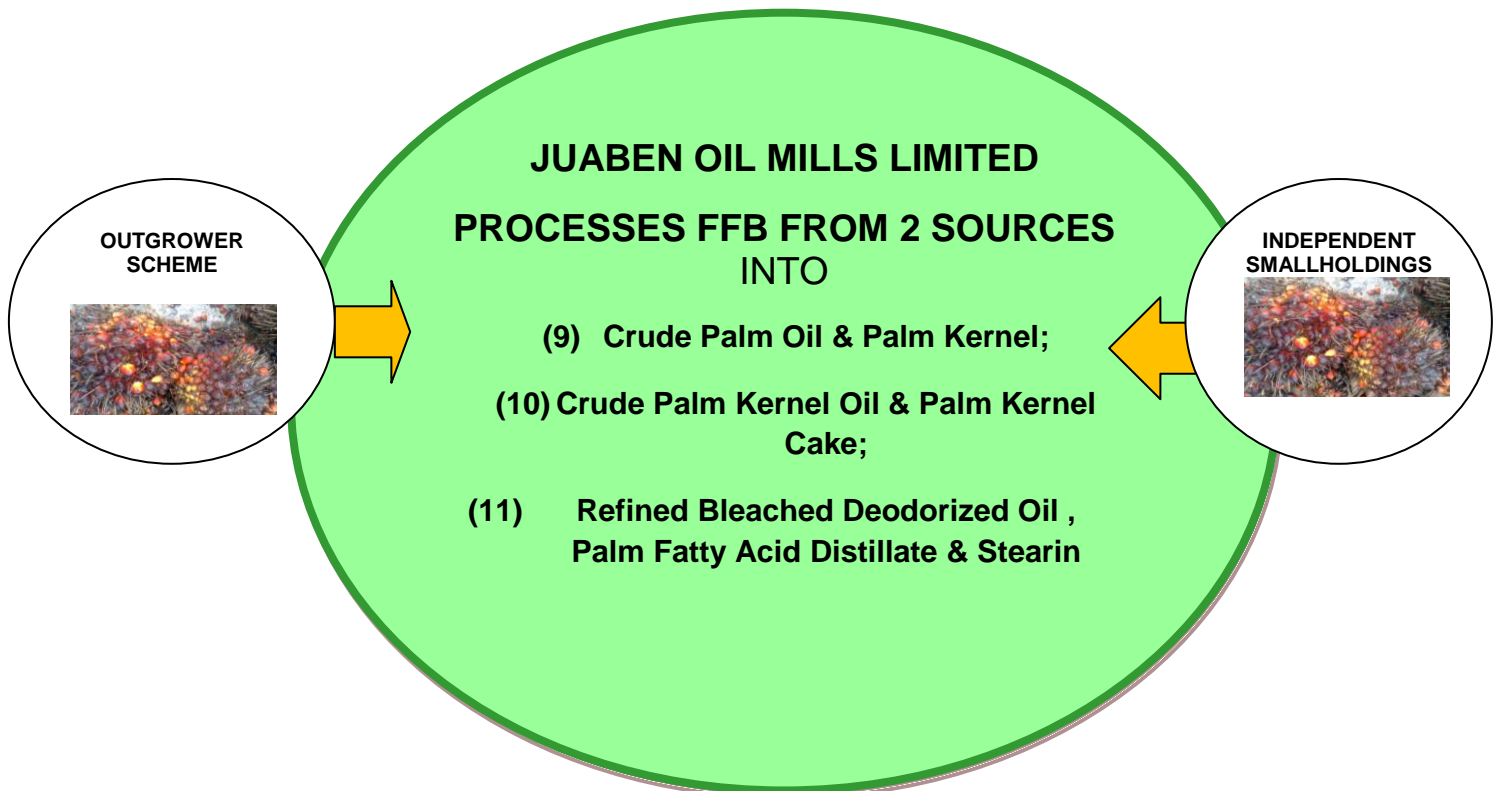 JUABEN OIL MILLS LIMITED
PROCESSES FFB FROM 2 SOURCES
INTO
OUTGROWER
SCHEME
INDEPENDENT
SMALLHOLDINGS
(9) Crude Palm Oil & Palm Kernel;
(10) Crude Palm Kernel Oil & Palm Kernel
Cake;
(11) Refined Bleached Deodorized Oil ,
Palm Fatty Acid Distillate & Stearin